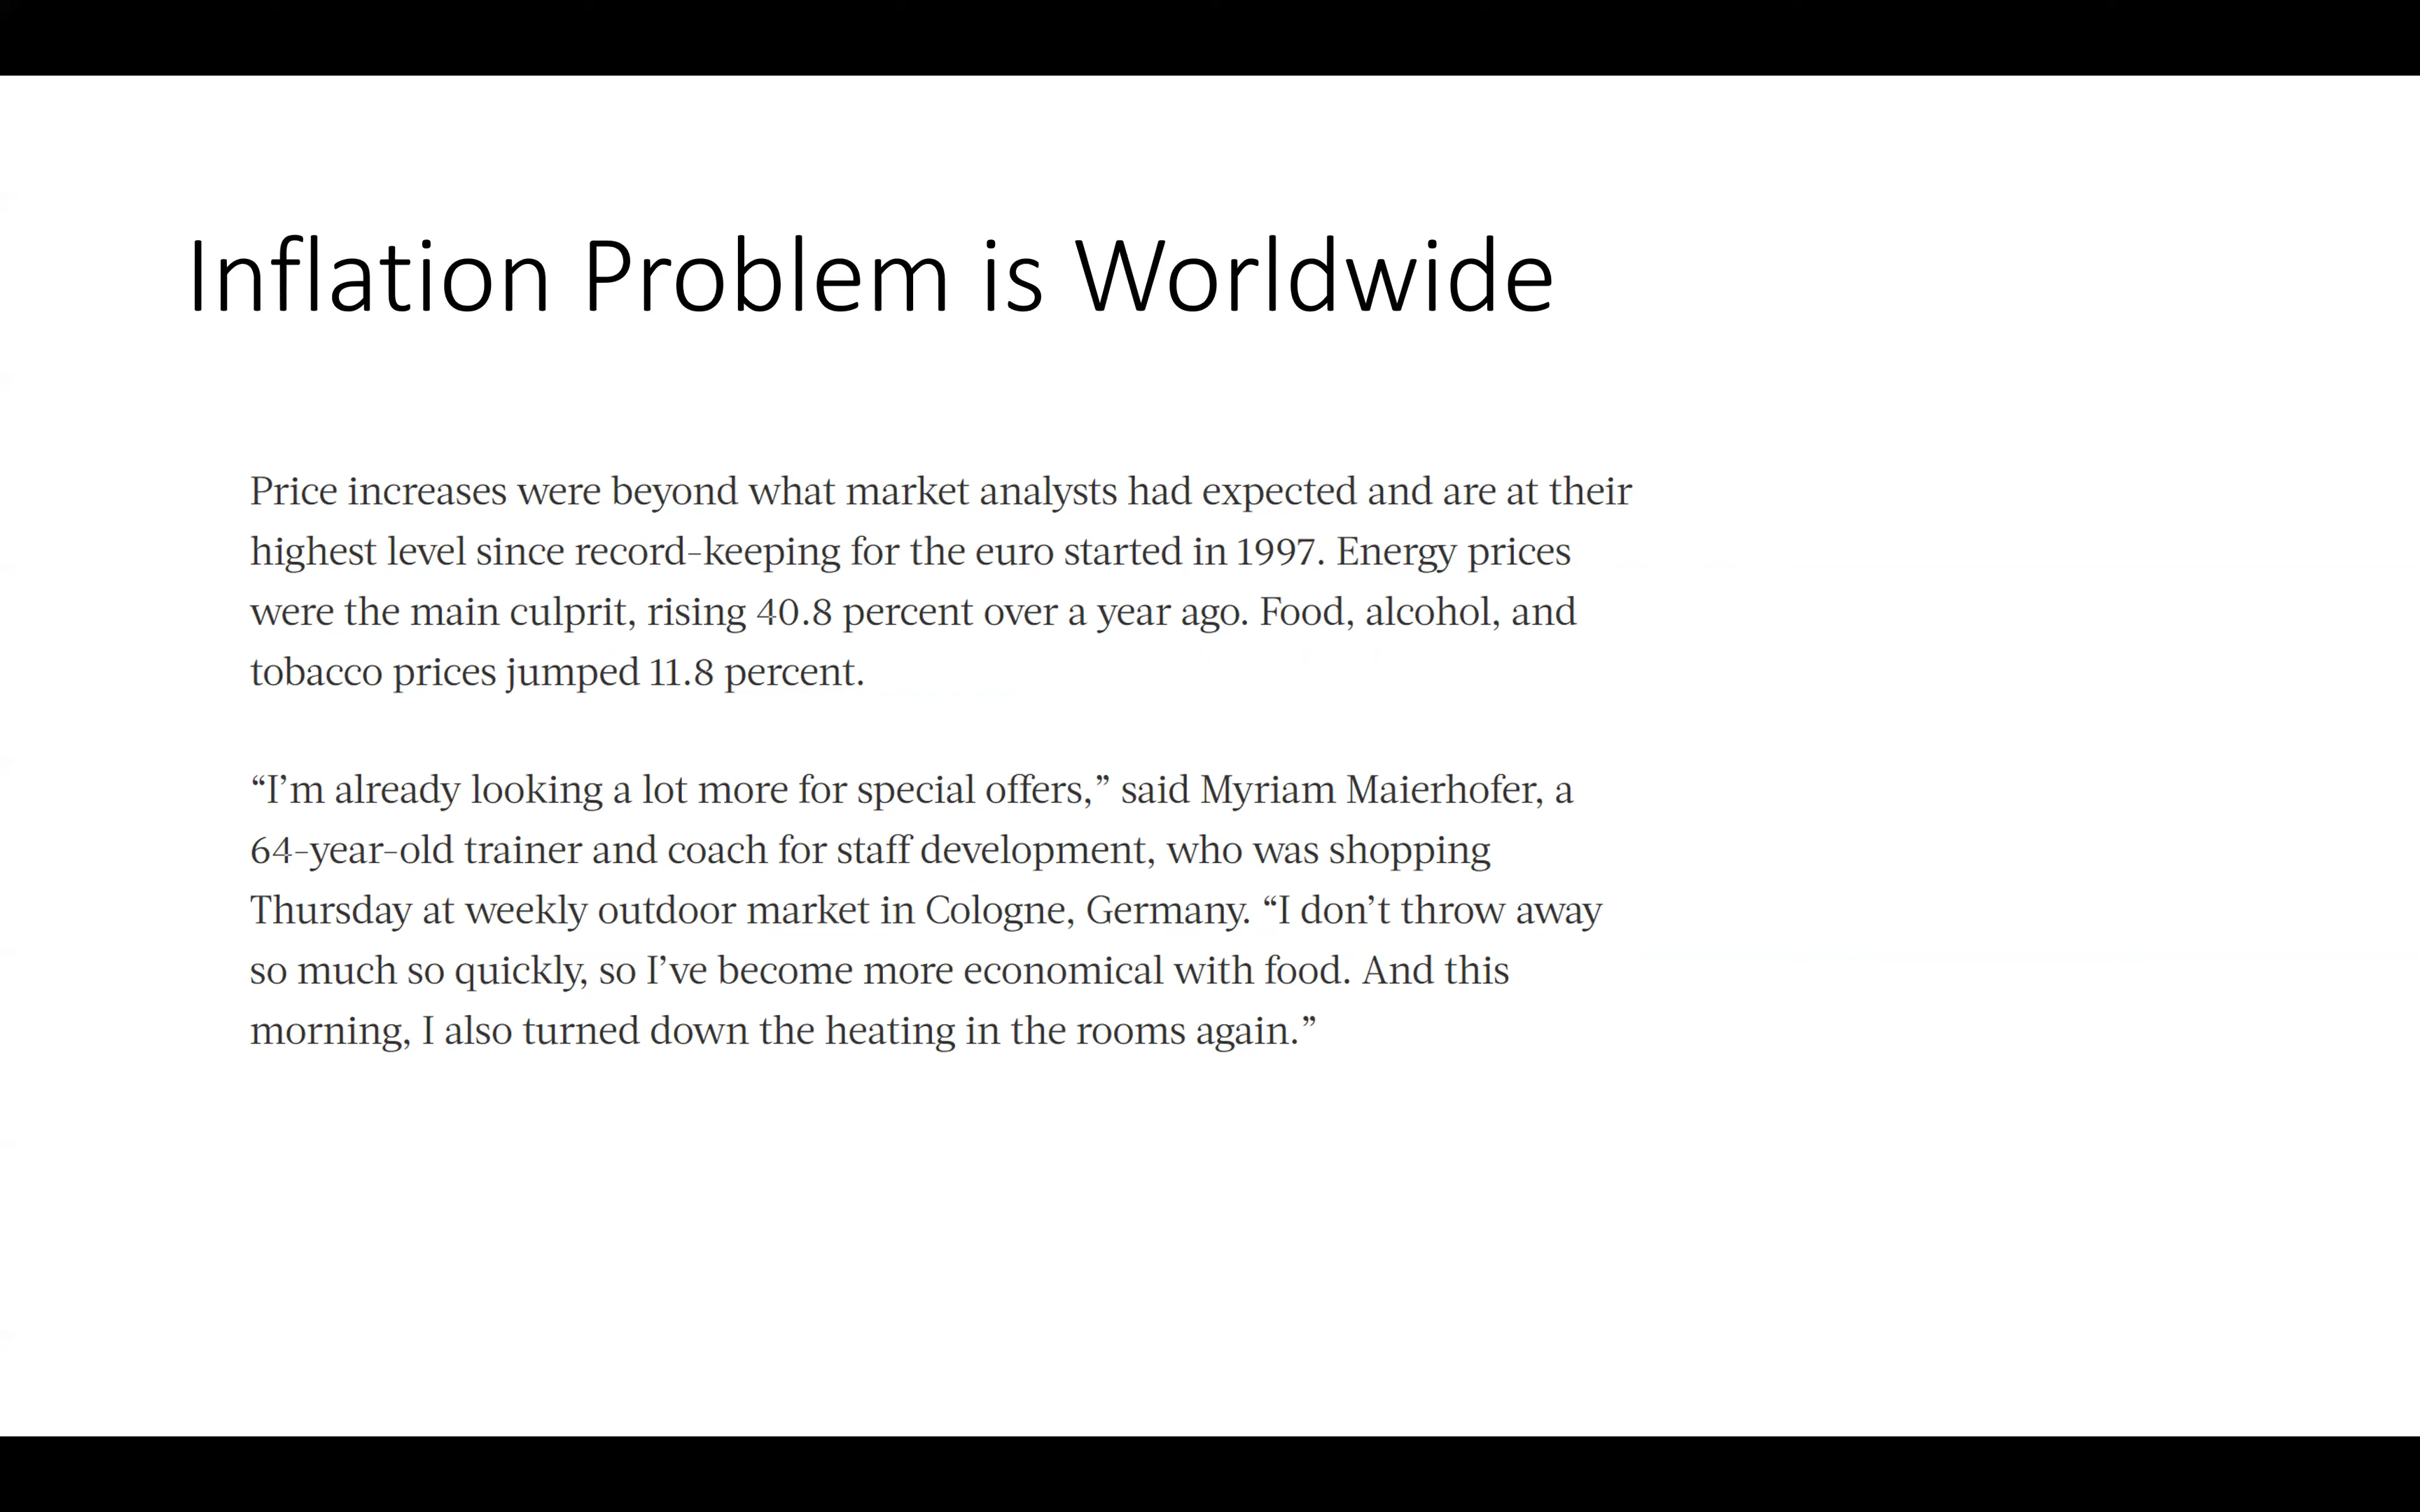 Inflation Problem is Worldwide
Price increases were beyond what market analysts had expected and are at their
highest level since record-keeping for the euro started in 1997. Energy prices
were the main culprit, rising 40.8 percent over a year ago. Food, alcohol, and
tobacco prices jumped 11.8 percent.
“I’m already looking a lot more for special offers,” said Myriam Maierhofer, a
64-year-old trainer and coach for staff development, who was shopping
Thursday at weekly outdoor market in Cologne, Germany. “I don’t throw away
so much so quickly, so I’ve become more economical with food. And this
morning, I also turned down the heating in the rooms again.”